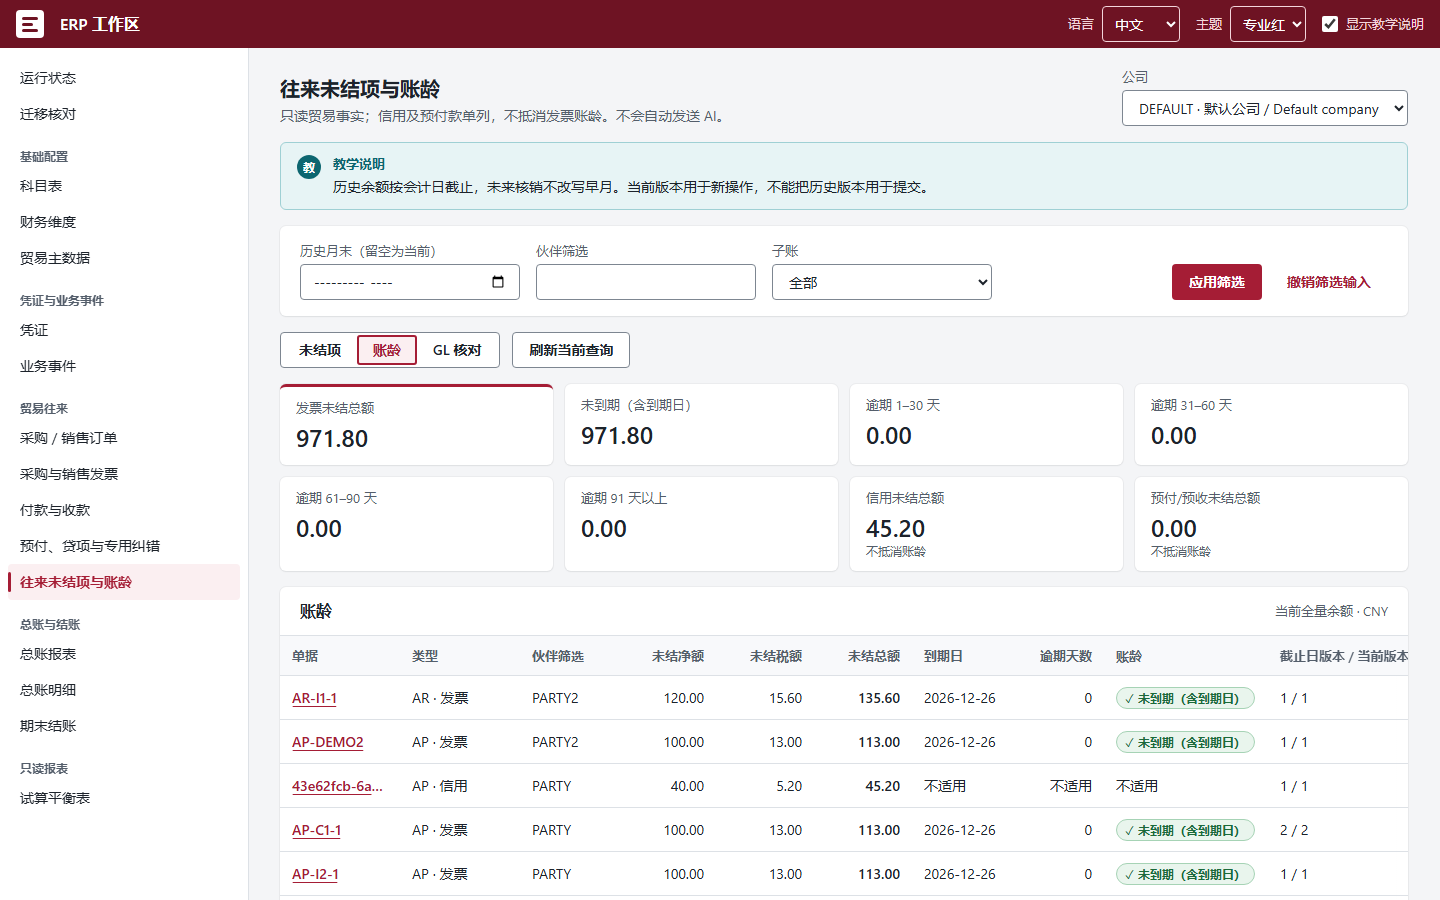 ERP 工作区
语言
中文
主题
专业红
显示教学说明
运行状态
迁移核对
基础配置
科目表
财务维度
贸易主数据
凭证与业务事件
凭证
业务事件
贸易往来
采购 / 销售订单
采购与销售发票
付款与收款
预付、贷项与专用纠错
往来未结项与账龄
总账与结账
总账报表
总账明细
期末结账
只读报表
试算平衡表
往来未结项与账龄
只读贸易事实；信用及预付款单列，不抵消发票账龄。不会自动发送 AI。
公司
DEFAULT · 默认公司 / Default company
教
教学说明
历史余额按会计日截止，未来核销不改写早月。当前版本用于新操作，不能把历史版本用于提交。
历史月末（留空为当前）
--------- ----
伙伴筛选
子账
全部
应用筛选
撤销筛选输入
未结项
账龄
GL 核对
刷新当前查询
发票未结总额
971.80
未到期（含到期日）
971.80
逾期 1–30 天
0.00
逾期 31–60 天
0.00
逾期 61–90 天
0.00
逾期 91 天以上
0.00
信用未结总额
45.20
不抵消账龄
预付/预收未结总额
0.00
不抵消账龄
账龄
当前全量余额 · CNY
单据 类型 伙伴筛选 未结净额 未结税额 未结总额 到期日 逾期天数 账龄 截止日版本 / 当前版本
AR-I1-1 AR · 发票 PARTY2 120.00 15.60 135.60 2026-12-26 0 ✓ 未到期（含到期日） 1 / 1
AP-DEMO2 AP · 发票 PARTY2 100.00 13.00 113.00 2026-12-26 0 ✓ 未到期（含到期日） 1 / 1
43e62fcb-6a... AP · 信用 PARTY 40.00 5.20 45.20 不适用 不适用 不适用 1 / 1
AP-C1-1 AP · 发票 PARTY 100.00 13.00 113.00 2026-12-26 0 ✓ 未到期（含到期日） 2 / 2
AP-I2-1 AP · 发票 PARTY 100.00 13.00 113.00 2026-12-26 0 ✓ 未到期（含到期日） 1 / 1